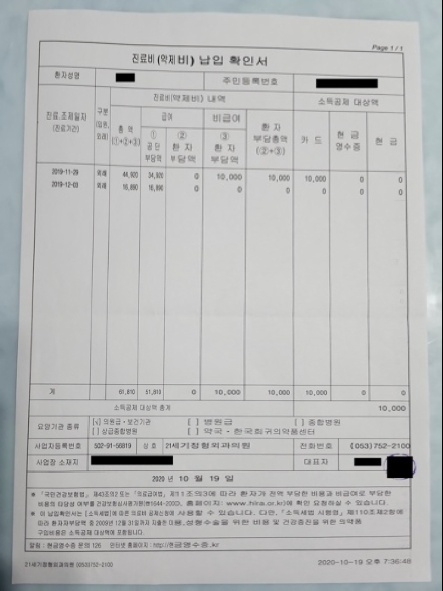 Page 1 / 1
진료비(약제비) 납입 확인서
환자성명 주민등록번호
진료비(약제비) 내역 소득공제 대상액
진료,조제일자 (진료기간) 구분 (입원, 외래) 총 액 (①+②+③) 급여 ① 공단 부담액 ② 환자 부담액 비급여 ③ 환자 부담액 환자 부담총액 (②+③) 카드 현금 영수증 현금
2019-11-29 외래 44,920 34,920 0 10,000 10,000 10,000 0 0
2019-12-03 외래 16,890 16,890 0 0 0 0 0 0
계 61,810 51,810 0 10,000 10,000 10,000 0 0
소득공제 대상액 총계 10,000
요양기관 종류 [√] 의원급·보건기관 [ ] 병원급 [ ] 종합병원
[ ] 상급종합병원 [ ] 약국·한국희귀의약품센터
사업자등록번호 502-91-56819 상호 21세기정형외과의원 전화번호 (053)752-2100
사업장 소재지 대표자
2020 년 10 월 19 일
* 「국민건강보험법」 제43조의2 또는 「의료급여법」 제11조의3에 따라 환자가 전액 부담한 비용과 비급여로 부담한
비용의 타당성 여부를 건강보험심사평가원(☎1644-2000, 홈페이지: www.hira.or.kr)에 확인 요청하실 수 있습니다.
* 이 납입확인서는 「소득세법」에 따른 의료비 공제신청에 사용할 수 있습니다. 다만, 「소득세법 시행령」 제110조제2항에
따라 환자부담액 중 2009년 12월 31일까지 지출한 미용,성형수술을 위한 비용 및 건강증진을 위한 의약품
구입비용은 소득공제 대상액에 포함됩니다.
알림 : 현금영수증 문의 126 인터넷 홈페이지 : http://현금영수증.kr
21세기정형외과의원 (053)752-2100 2020-10-19 오후 7:36:48